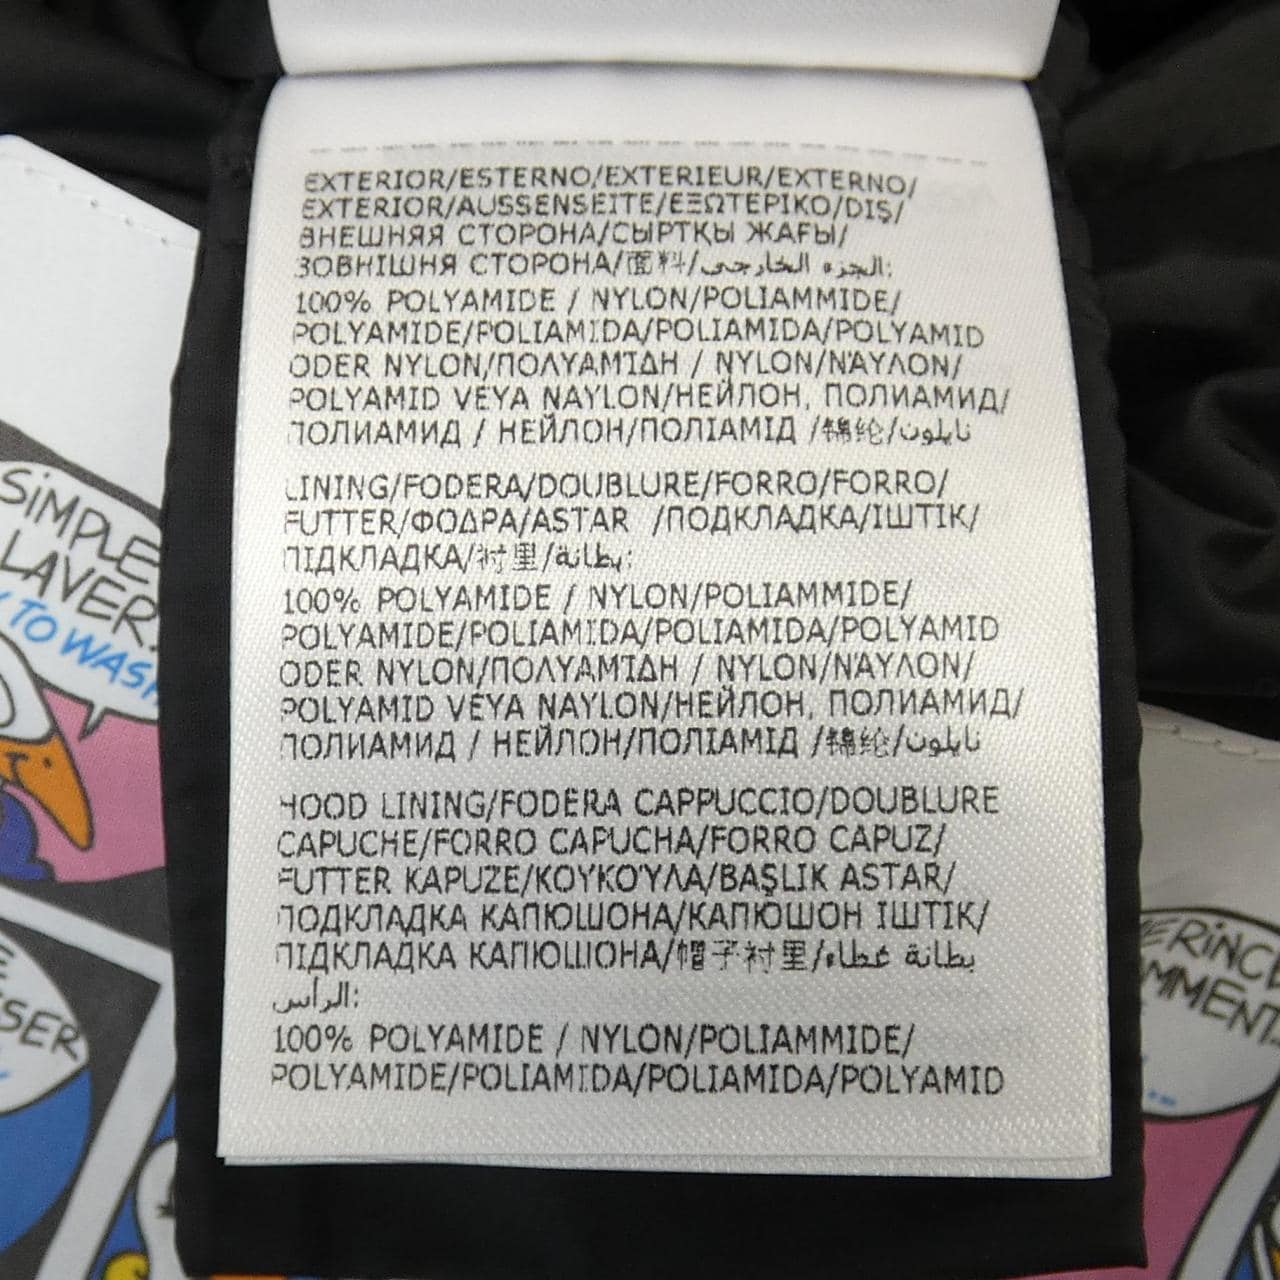 EXTERIOR/ESTERNO/EXTERIEUR/EXTERNO/
EXTERIOR/AUSSENSEITE/ΕΞΩΤΕΡΙΚΟ/DIŞ/
ВНЕШНЯЯ СТОРОНА/СЫРТҚЫ ЖАҒЫ/
ЗОВНІШНЯ СТОРОНА/面料/الجزء الخارجي:
100% POLYAMIDE / NYLON/POLIAMMIDE/
POLYAMIDE/POLIAMIDA/POLIAMIDA/POLYAMID
ODER NYLON/ΠΟΛΥΑΜΊΔΗ / NYLON/ΝΆΥΛΟΝ/
POLYAMID VEYA NAYLON/НЕЙЛОН, ПОЛИАМИД/
ПОЛИАМИД / НЕЙЛОН/ПОЛІАМІД /锦纶/نايلون
LINING/FODERA/DOUBLURE/FORRO/FORRO/
FUTTER/ΦΟΔΡΑ/ASTAR /ПОДКЛАДКА/ІШТІК/
ПІДКЛАДКА/衬里/بطانة:
100% POLYAMIDE / NYLON/POLIAMMIDE/
POLYAMIDE/POLIAMIDA/POLIAMIDA/POLYAMID
ODER NYLON/ΠΟΛΥΑΜΊΔΗ / NYLON/ΝΆΥΛΟΝ/
POLYAMID VEYA NAYLON/НЕЙЛОН, ПОЛИАМИД/
ПОЛИАМИД / НЕЙЛОН/ПОЛІАМІД /锦纶/نايلون
HOOD LINING/FODERA CAPPUCCIO/DOUBLURE
CAPUCHE/FORRO CAPUCHA/FORRO CAPUZ/
FUTTER KAPUZE/ΚΟΥΚΟΎΛΑ/BAŞLIK ASTAR/
ПОДКЛАДКА КАПЮШОНА/КАПЮШОН ІШТІК/
ПІДКЛАДКА КАПЮШОНА/帽子衬里/بطانة غطاء
الرأس:
100% POLYAMIDE / NYLON/POLIAMMIDE/
POLYAMIDE/POLIAMIDA/POLIAMIDA/POLYAMID
SiMPLE
LAVER
TO WASH